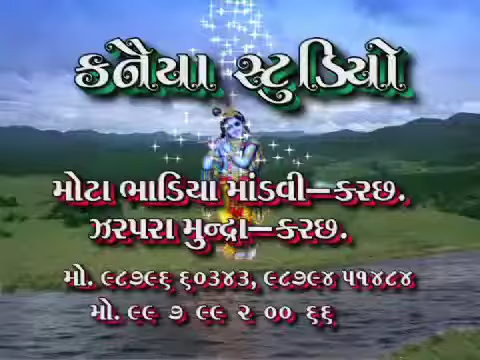 કનૈયા સ્ટુડિયો
મોટા ભાડિયા માંડવી–કચ્છ.
ઝરપરા મુન્દ્રા–કચ્છ.
મો. ૯૮૭૯૬ ૬૦૩૪૩, ૯૮૭૯૪ ૫૧૪૮૪
મો. ૯૯ ૭ ૯૯ ૨ ૦૦ ૬૬